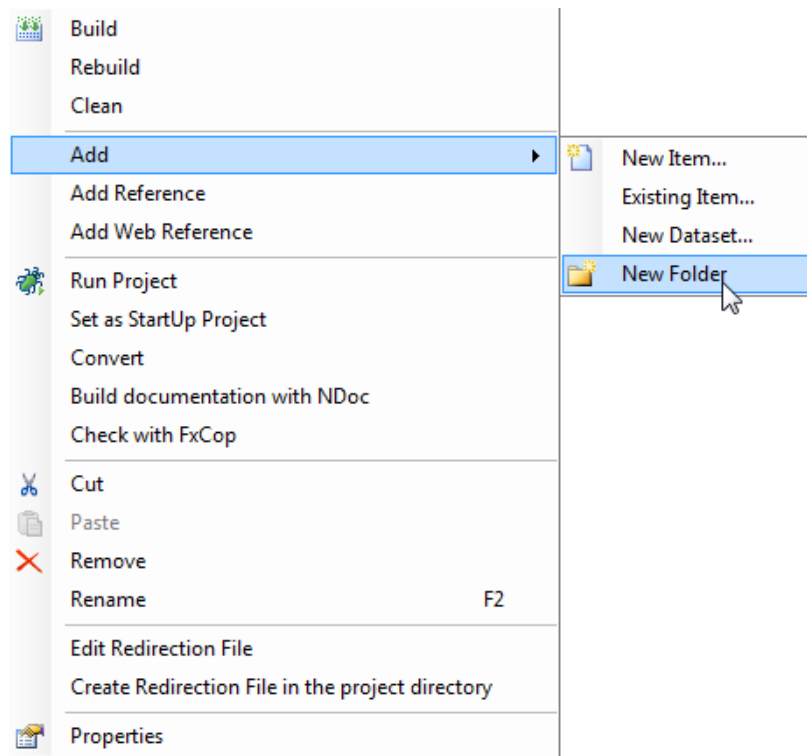 Build
Rebuild
Clean
Add
New Item...
Existing Item...
New Dataset...
New Folder
Add Reference
Add Web Reference
Run Project
Set as StartUp Project
Convert
Build documentation with NDoc
Check with FxCop
Cut
Paste
Remove
Rename F2
Edit Redirection File
Create Redirection File in the project directory
Properties